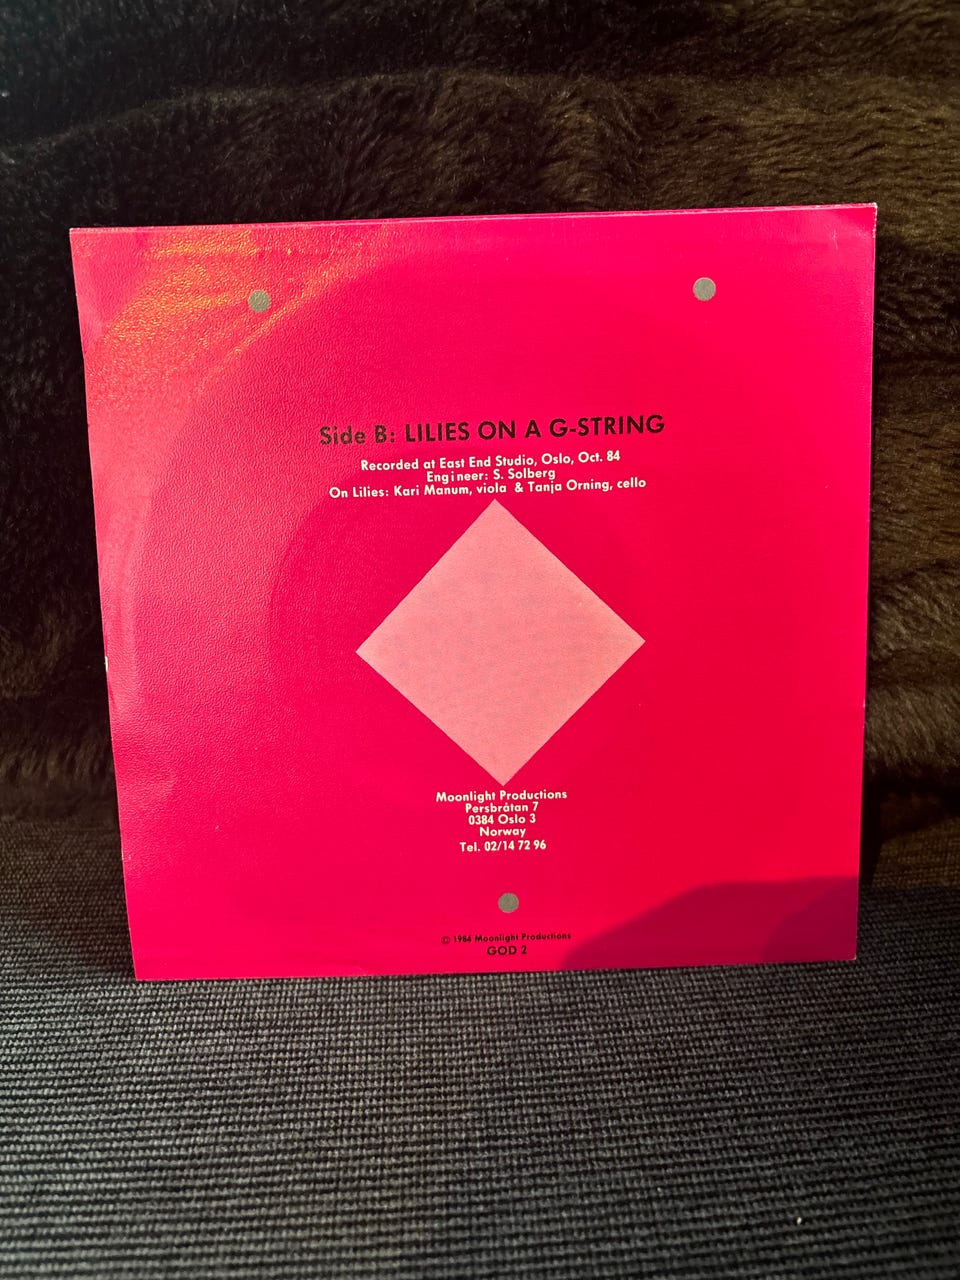 Side B: LILIES ON A G-STRING
Recorded at East End Studio, Oslo, Oct. 84
Engineer: S. Solberg
On Lilies: Kari Manum, viola & Tanja Orning, cello
Moonlight Productions
Persbråtan 7
0384 Oslo 3
Norway
Tel. 02/14 72 96
© 1984 Moonlight Productions
GOD 2